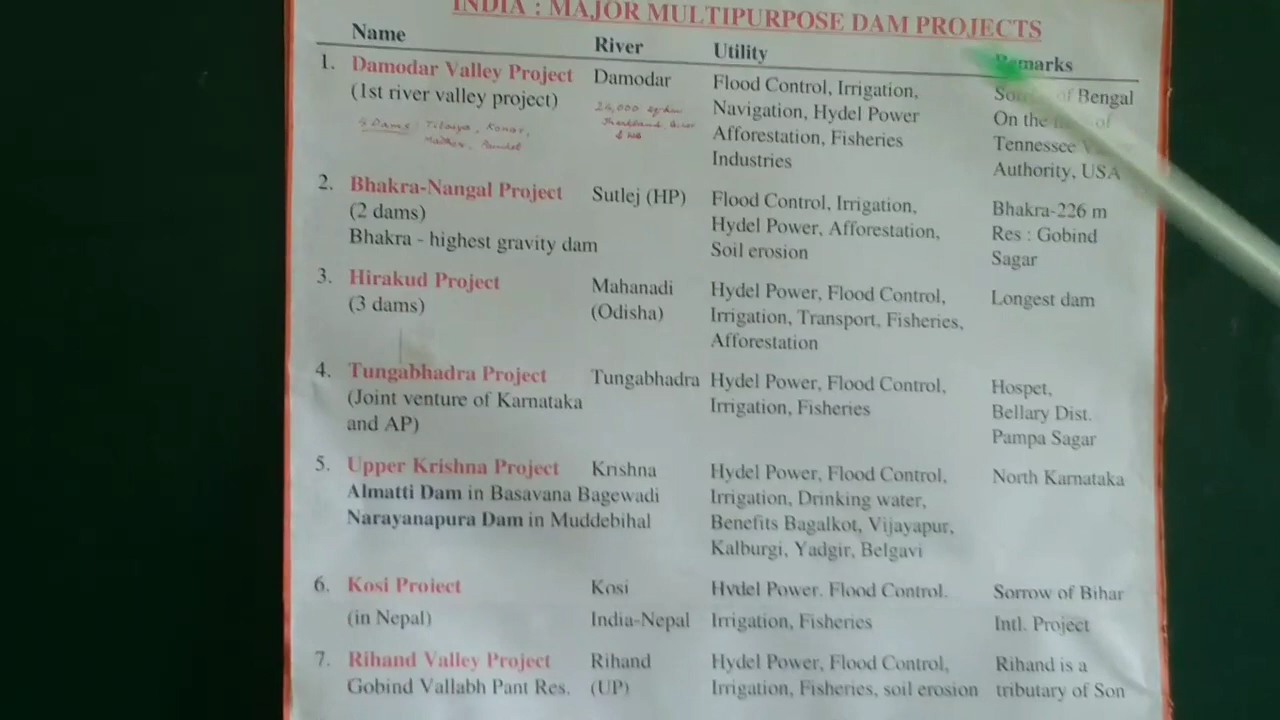 INDIA : MAJOR MULTIPURPOSE DAM PROJECTS
Name River Utility Remarks
1. Damodar Valley Project Damodar Flood Control, Irrigation, of Bengal
(1st river valley project) Navigation, Hydel Power On the of
4 Dams: Tilaiya, Konar, Afforestation, Fisheries Tennessee
Industries Authority, USA
2. Bhakra-Nangal Project Sutlej (HP) Flood Control, Irrigation, Bhakra-226 m
(2 dams) Hydel Power, Afforestation, Res : Gobind
Bhakra - highest gravity dam Soil erosion Sagar
3. Hirakud Project Mahanadi Hydel Power, Flood Control, Longest dam
(3 dams) (Odisha) Irrigation, Transport, Fisheries,
Afforestation
4. Tungabhadra Project Tungabhadra Hydel Power, Flood Control, Hospet,
(Joint venture of Karnataka Irrigation, Fisheries Bellary Dist.
and AP) Pampa Sagar
5. Upper Krishna Project Krishna Hydel Power, Flood Control, North Karnataka
Almatti Dam in Basavana Bagewadi Irrigation, Drinking water,
Narayanapura Dam in Muddebihal Benefits Bagalkot, Vijayapur,
Kalburgi, Yadgir, Belgavi
6. Kosi Project Kosi Hydel Power. Flood Control. Sorrow of Bihar
(in Nepal) India-Nepal Irrigation, Fisheries Intl. Project
7. Rihand Valley Project Rihand Hydel Power, Flood Control, Rihand is a
Gobind Vallabh Pant Res. (UP) Irrigation, Fisheries, soil erosion tributary of Son